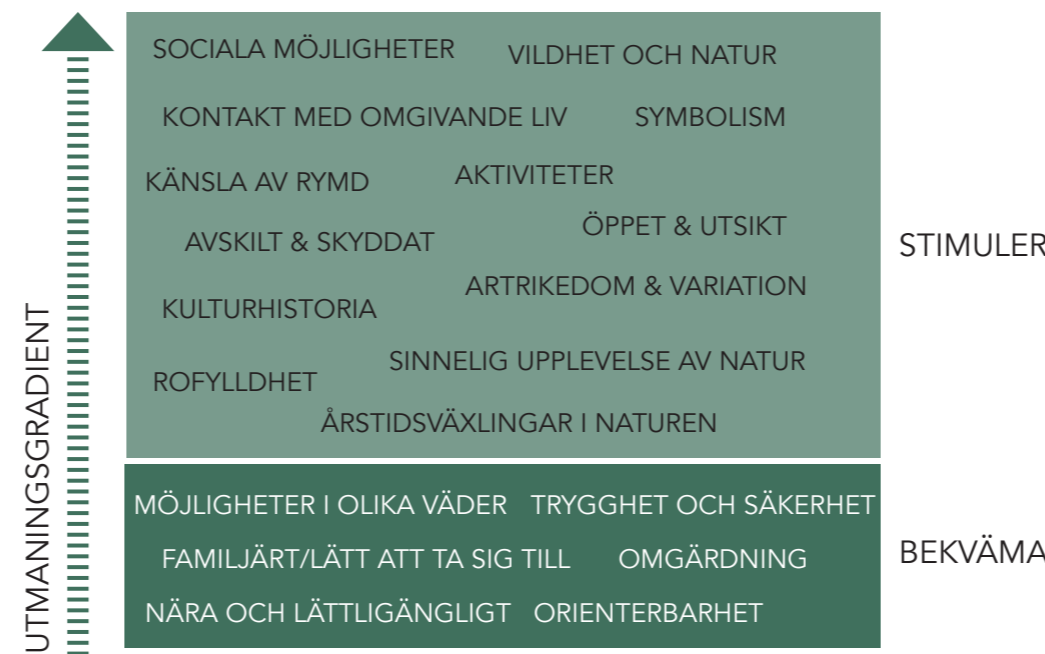 SOCIALA MÖJLIGHETER
VILDHET OCH NATUR
KONTAKT MED OMGIVANDE LIV
SYMBOLISM
KÄNSLA AV RYMD
AKTIVITETER
AVSKILT & SKYDDAT
ÖPPET & UTSIKT
KULTURHISTORIA
ARTRIKEDOM & VARIATION
ROFYLLDHET
SINNELIG UPPLEVELSE AV NATUR
ÅRSTIDSVÄXLINGAR I NATUREN
STIMULER
MÖJLIGHETER I OLIKA VÄDER
TRYGGHET OCH SÄKERHET
FAMILJÄRT/LÄTT ATT TA SIG TILL
OMGÄRDNING
NÄRA OCH LÄTTLIGÄNGLIGT
ORIENTERBARHET
BEKVÄMA
UTMANINGSGRADIENT